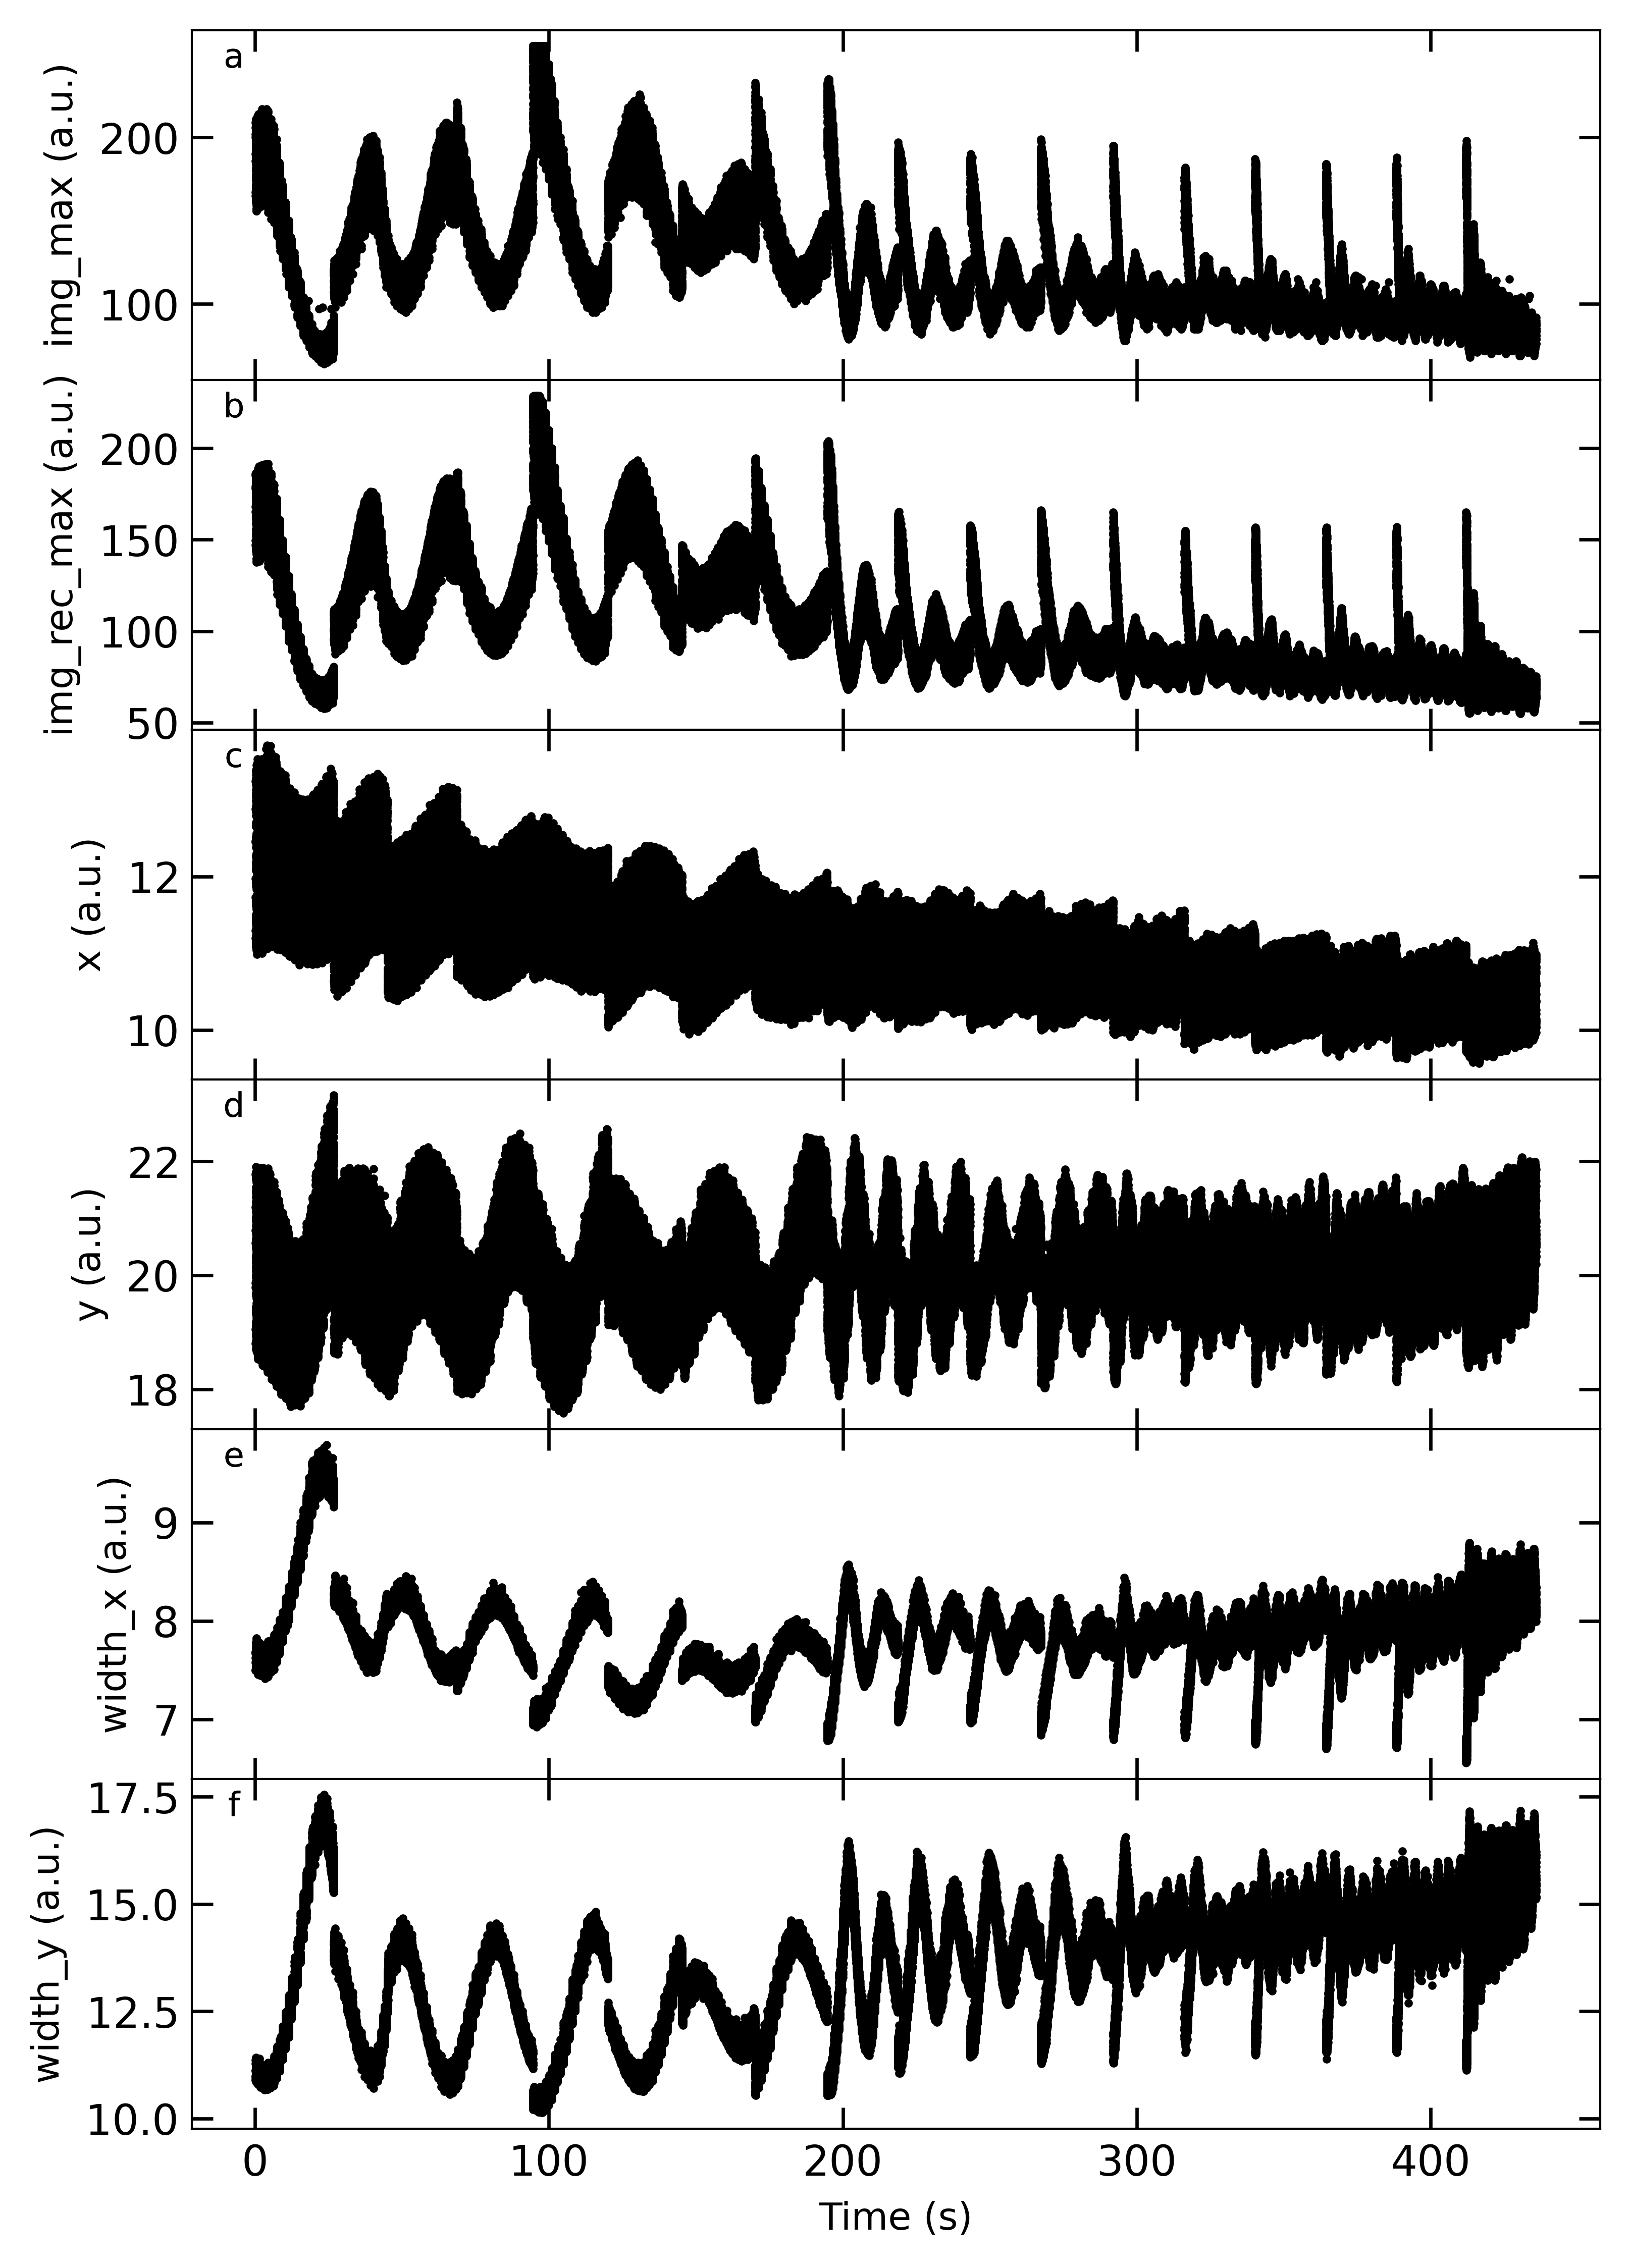 a
img_max (a.u.)
200
100
b
img_rec_max (a.u.)
200
150
100
50
c
x (a.u.)
12
10
d
y (a.u.)
22
20
18
e
width_x (a.u.)
9
8
7
f
width_y (a.u.)
17.5
15.0
12.5
10.0
0 100 200 300 400
Time (s)